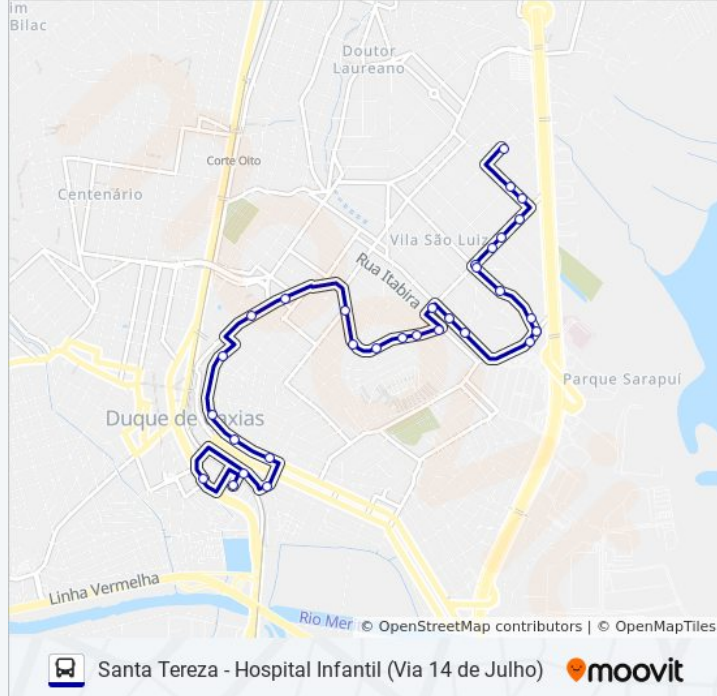 im
Bilac
Doutor
Laureano
Corte Oito
Centenário
Vila São Luiz
Rua Itabira
Parque Sarapuí
Duque de Caxias
Linha Vermelha
Rio Mer
© OpenStreetMap contributors | © OpenMapTiles
Santa Tereza - Hospital Infantil (Via 14 de Julho)
moovit